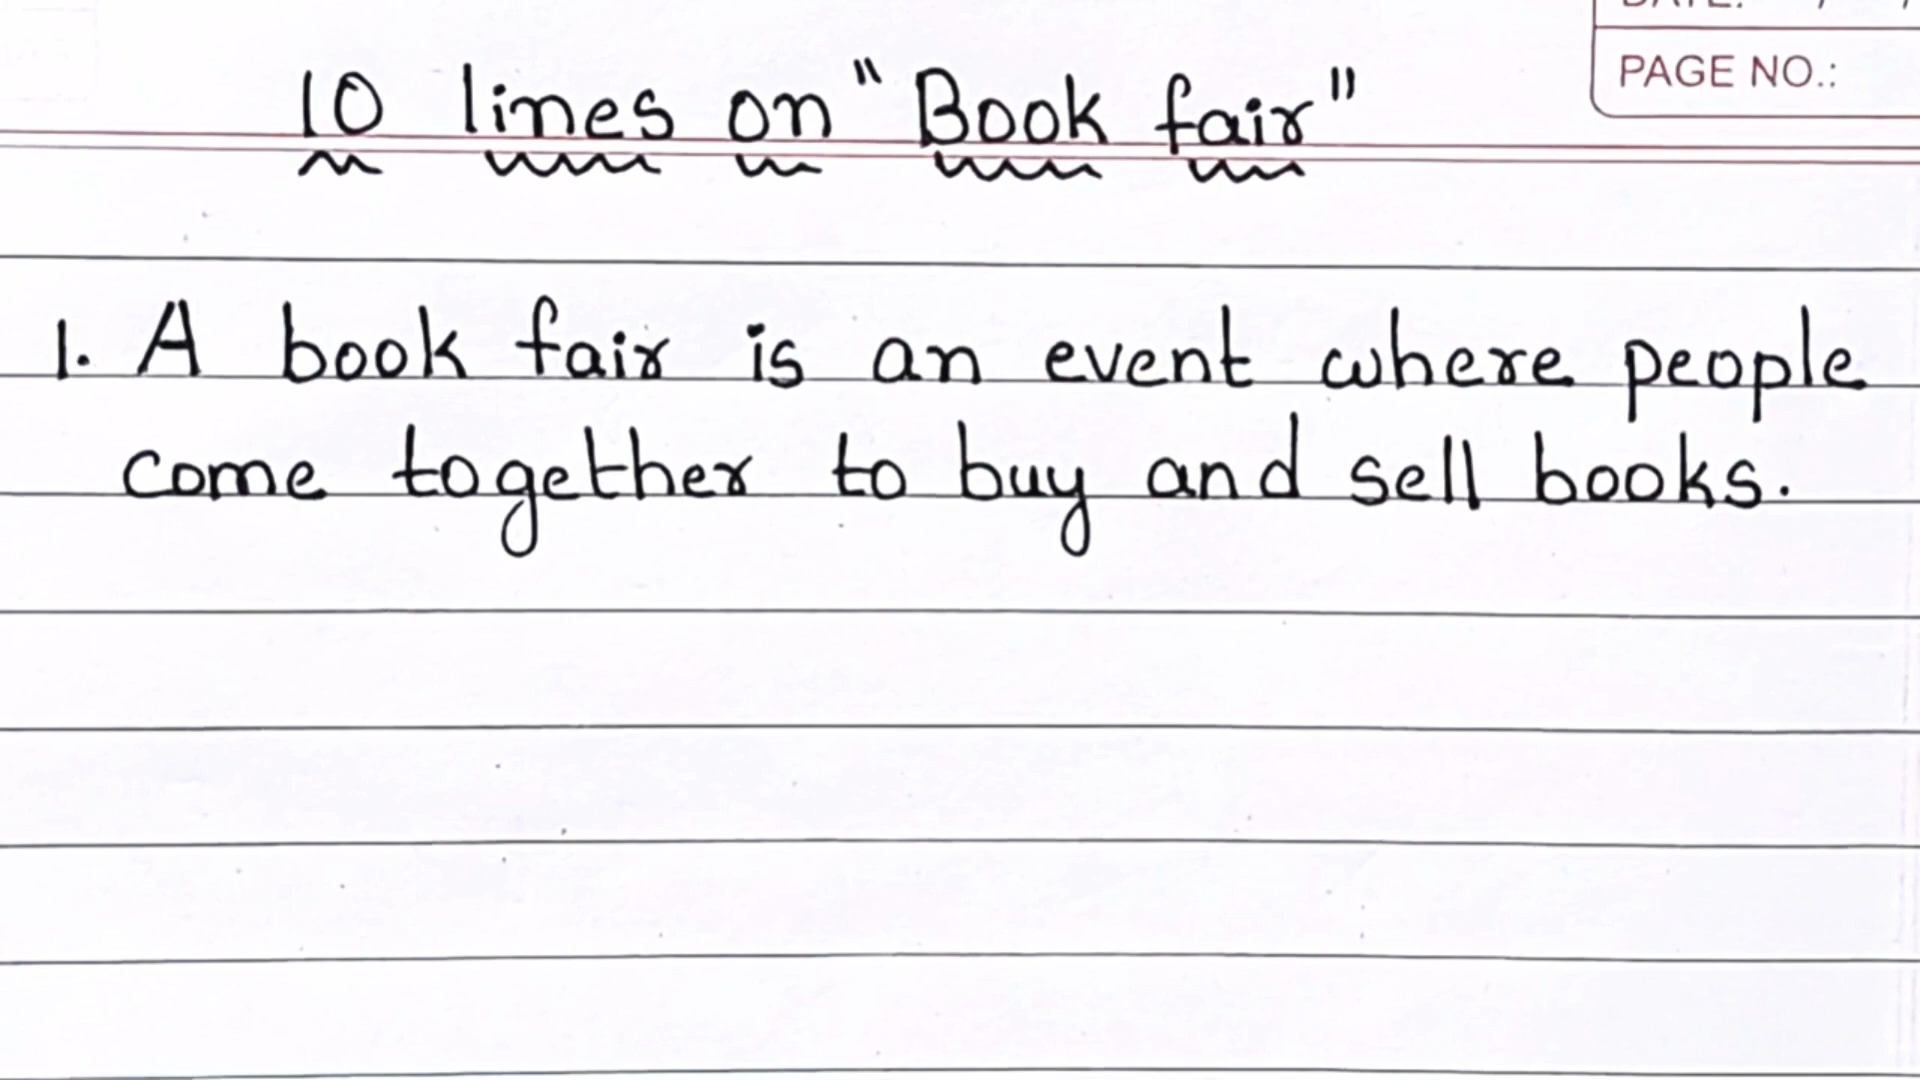 DATE: / /
PAGE NO.:
10 lines on "Book fair"
1. A book fair is an event where people
come together to buy and sell books.